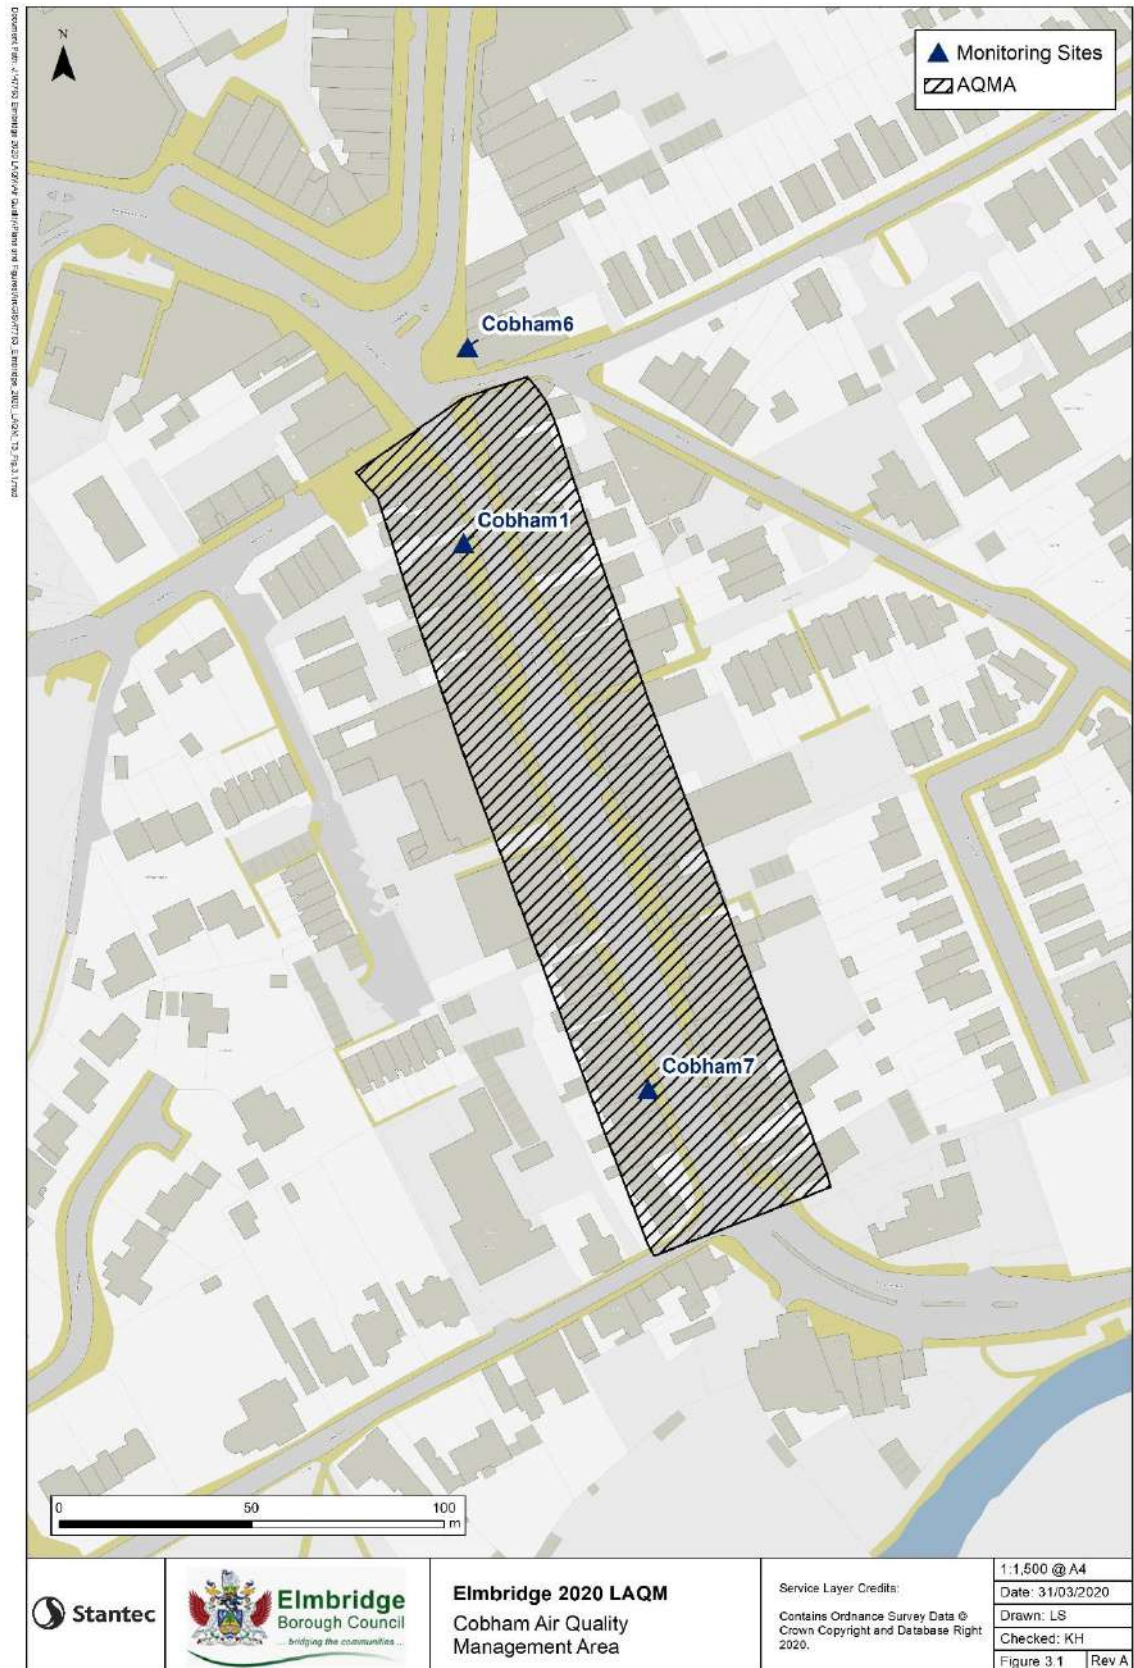 N
Monitoring Sites
AQMA
Cobham6
Cobham1
Cobham7
0 50 100
m
Stantec
Elmbridge
Borough Council
... bridging the communities ...
Elmbridge 2020 LAQM
Cobham Air Quality
Management Area
Service Layer Credits:
Contains Ordnance Survey Data ©
Crown Copyright and Database Right
2020.
1:1,500 @ A4
Date: 31/03/2020
Drawn: LS
Checked: KH
Figure 3.1 Rev A